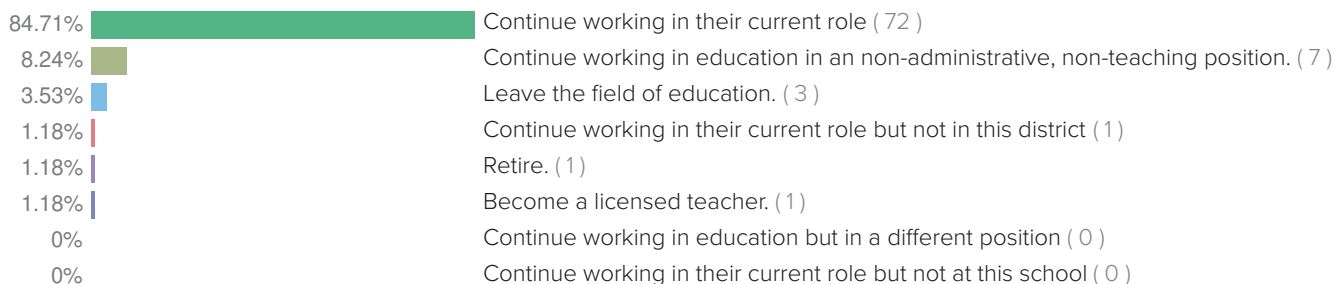 84.71% Continue working in their current role ( 72 )
8.24% Continue working in education in an non-administrative, non-teaching position. ( 7 )
3.53% Leave the field of education. ( 3 )
1.18% Continue working in their current role but not in this district ( 1 )
1.18% Retire. ( 1 )
1.18% Become a licensed teacher. ( 1 )
0% Continue working in education but in a different position ( 0 )
0% Continue working in their current role but not at this school ( 0 )